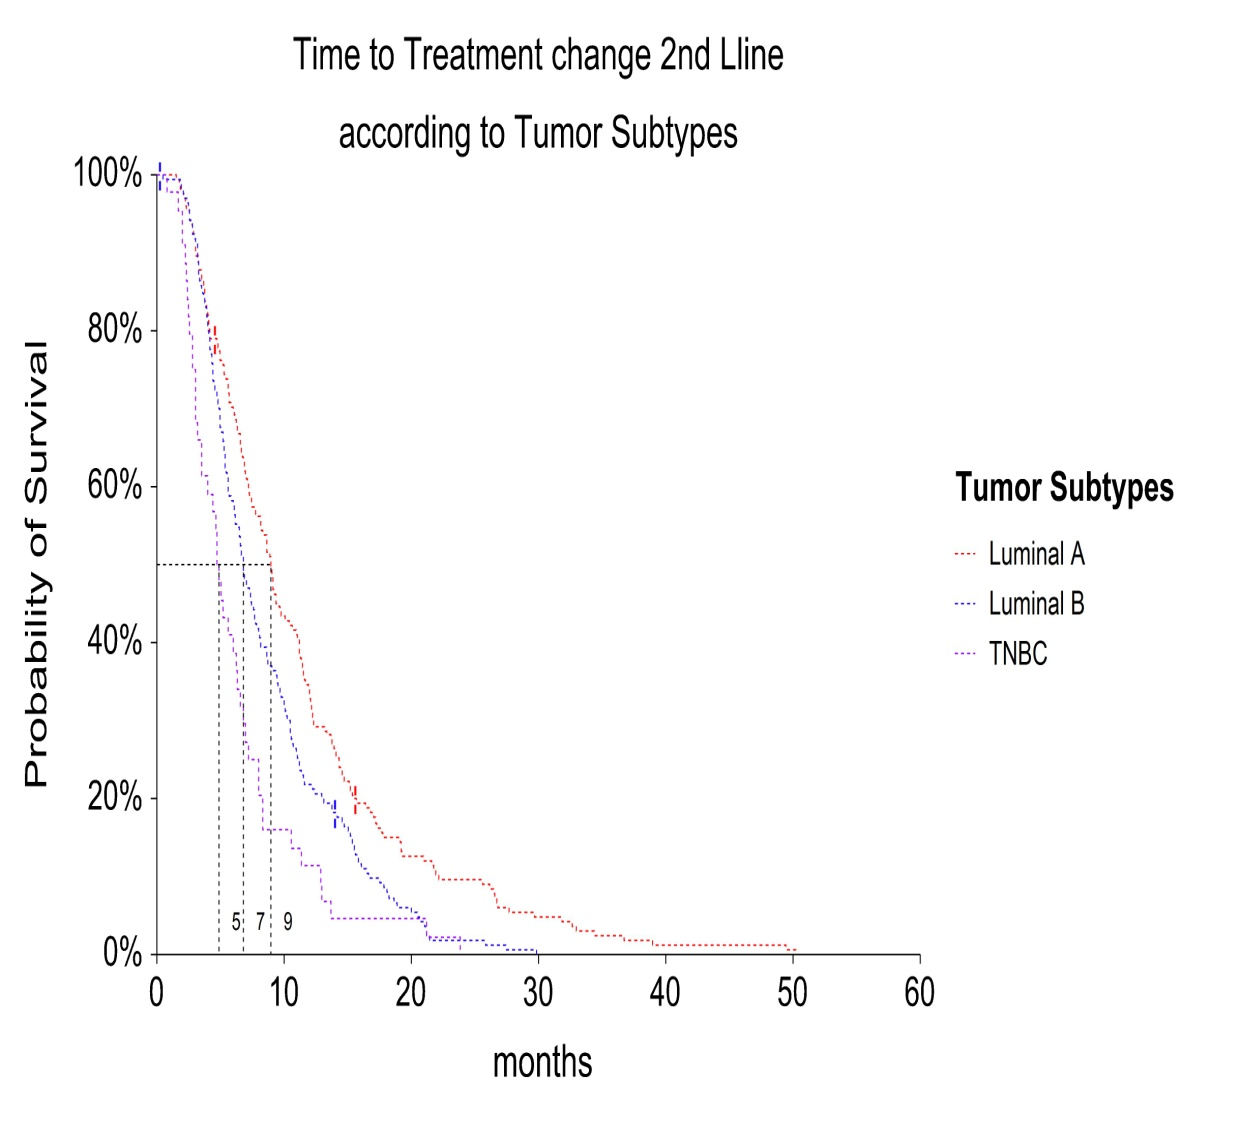 Time to Treatment change 2nd Lline
according to Tumor Subtypes
100%
80%
60%
40%
20%
0%
Probability of Survival
5 7 9
0 10 20 30 40 50 60
months
Tumor Subtypes
Luminal A
Luminal B
TNBC